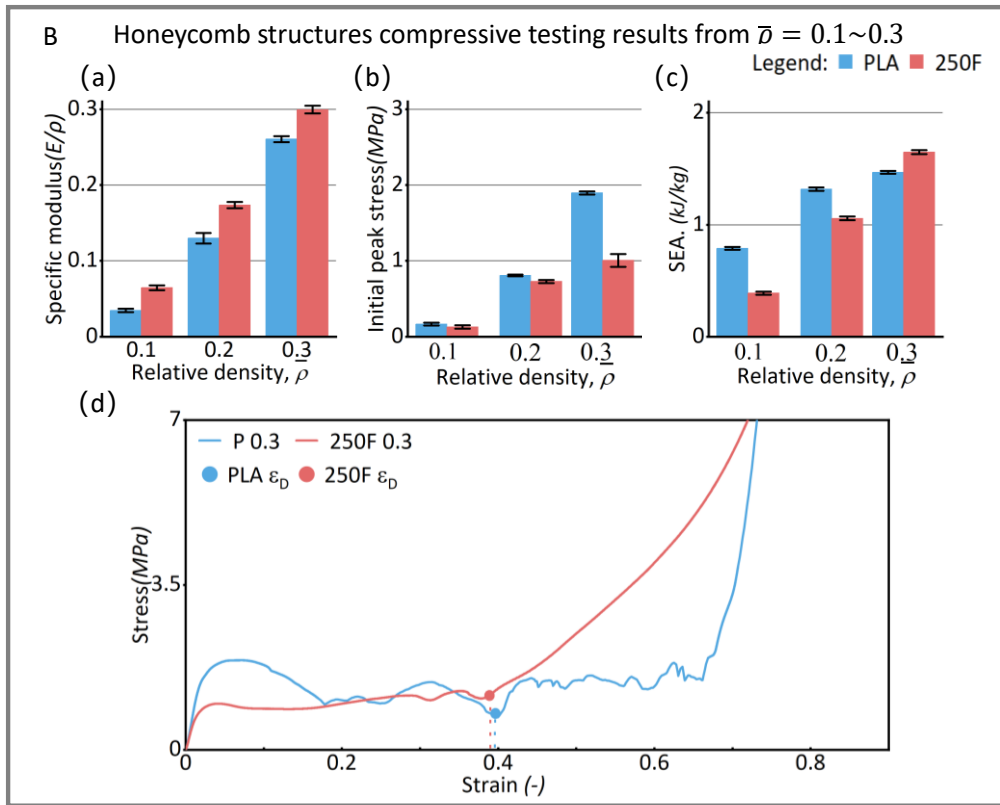 B Honeycomb structures compressive testing results from ρ̅ = 0.1~0.3
Legend: PLA 250F
(a)
Specific modulus(E/ρ)
0.3
0.2
0.1
0
0.1 0.2 0.3
Relative density, ρ̅
(b)
Initial peak stress(MPa)
3
2
1
0
0.1 0.2 0.3
Relative density, ρ̅
(c)
SEA. (kJ/kg)
2
1
0
0.1 0.2 0.3
Relative density, ρ̅
(d)
Stress(MPa)
7
3.5
0
P 0.3 250F 0.3
PLA εD 250F εD
0 0.2 0.4 0.6 0.8
Strain (-)